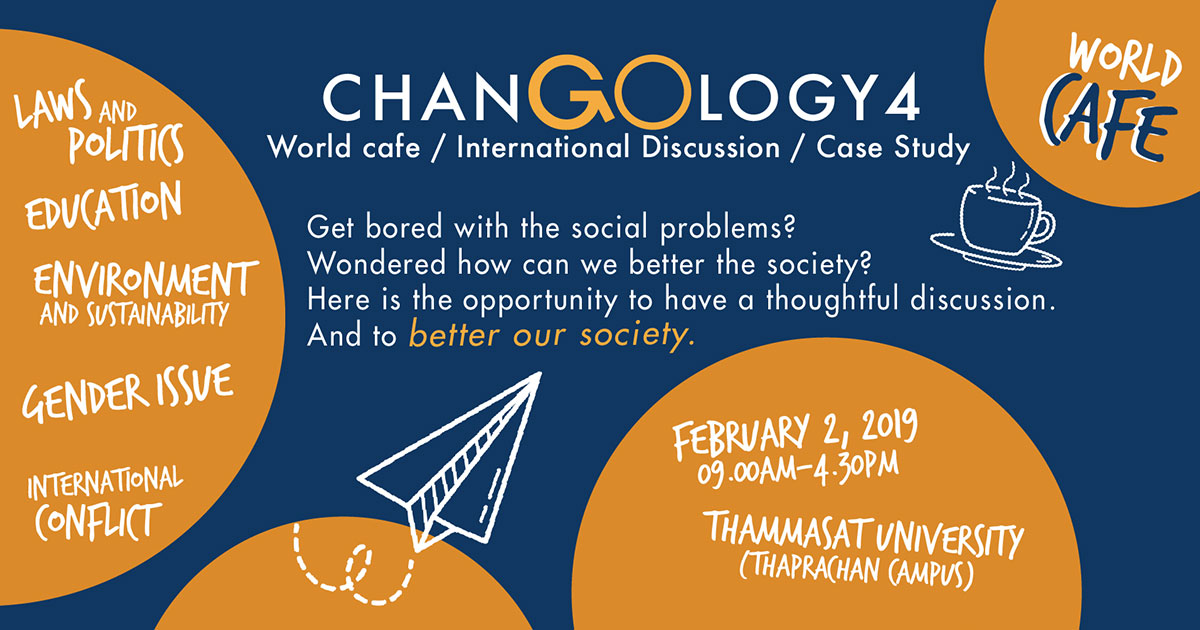 CHANGOLOGY4
World cafe / International Discussion / Case Study
WORLD
CAFE
LAWS AND
POLITICS
EDUCATION
ENVIRONMENT
AND SUSTAINABILITY
GENDER ISSUE
INTERNATIONAL
CONFLICT
Get bored with the social problems?
Wondered how can we better the society?
Here is the opportunity to have a thoughtful discussion.
And to better our society.
FEBRUARY 2, 2019
09.00AM-4.30PM
THAMMASAT UNIVERSITY
(THAPRACHAN CAMPUS)